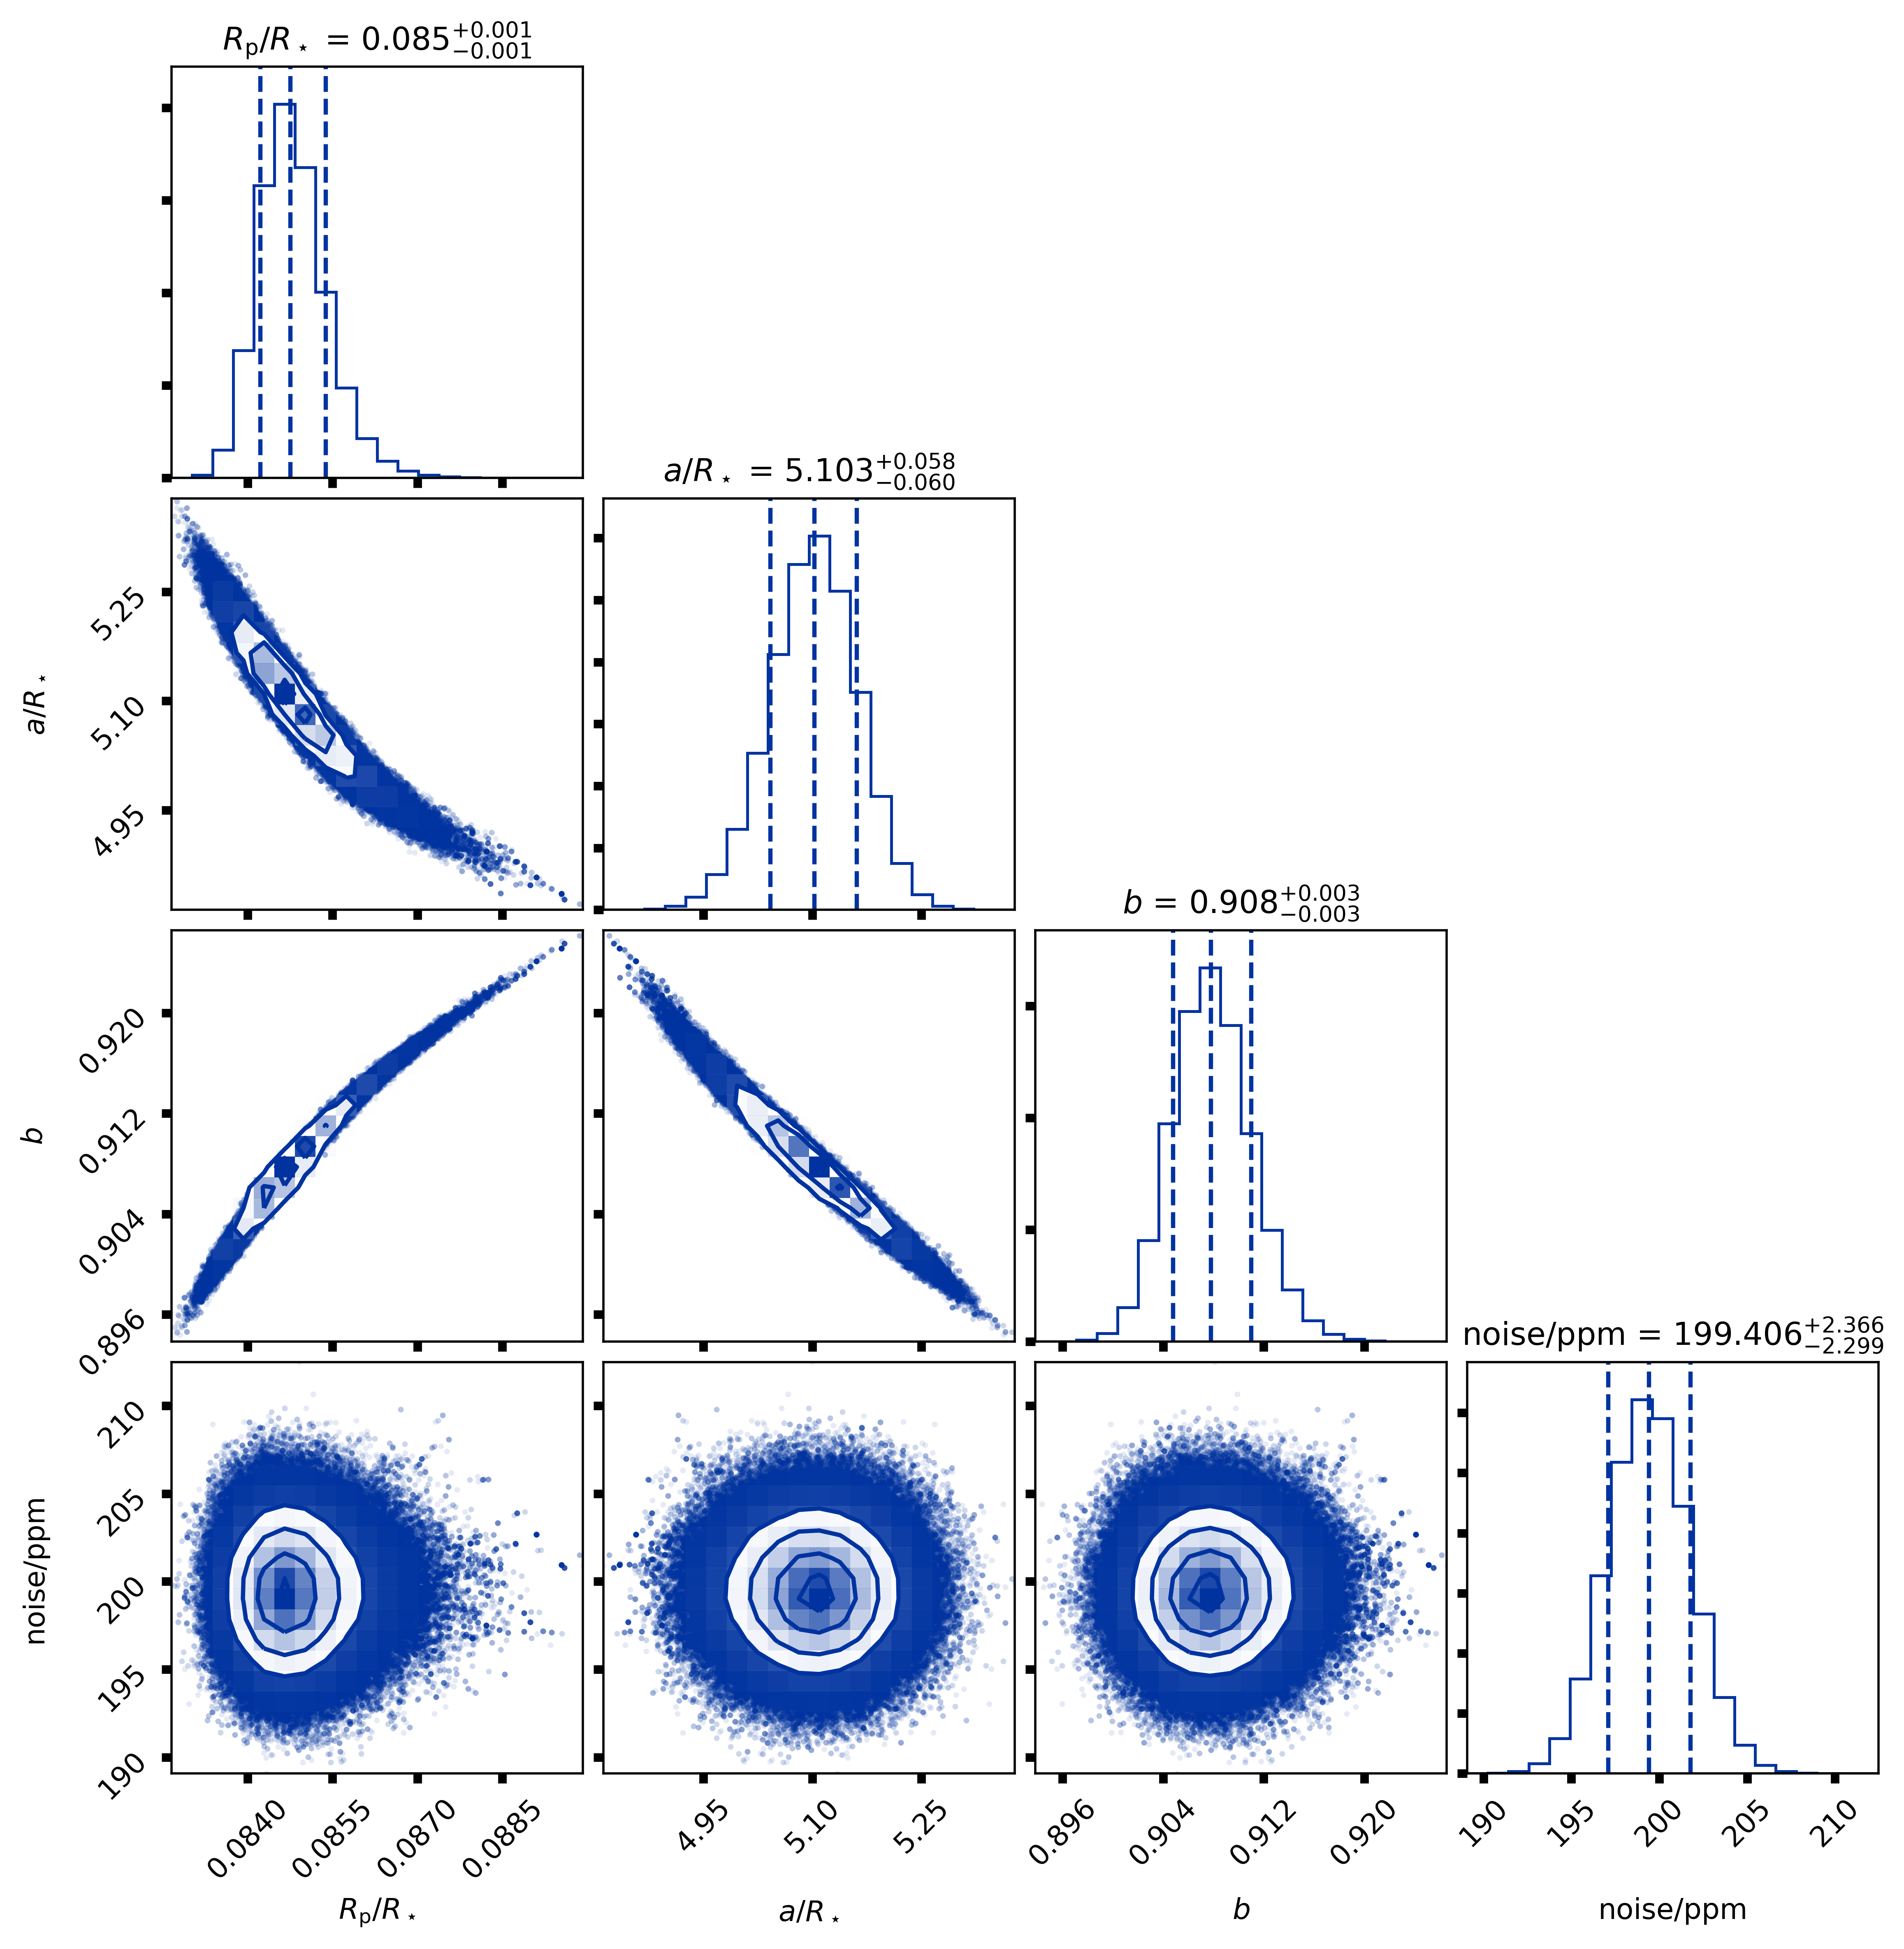 R_p/R_⋆ = 0.085^{+0.001}_{−0.001}
a/R_⋆ = 5.103^{+0.058}_{−0.060}
5.25
5.10
4.95
a/R_⋆
b = 0.908^{+0.003}_{−0.003}
0.920
0.912
0.904
0.896
b
noise/ppm = 199.406^{+2.366}_{−2.299}
210
205
200
195
190
noise/ppm
0.0840 0.0855 0.0870 0.0885
4.95 5.10 5.25
0.896 0.904 0.912 0.920
190 195 200 205 210
R_p/R_⋆
a/R_⋆
b
noise/ppm